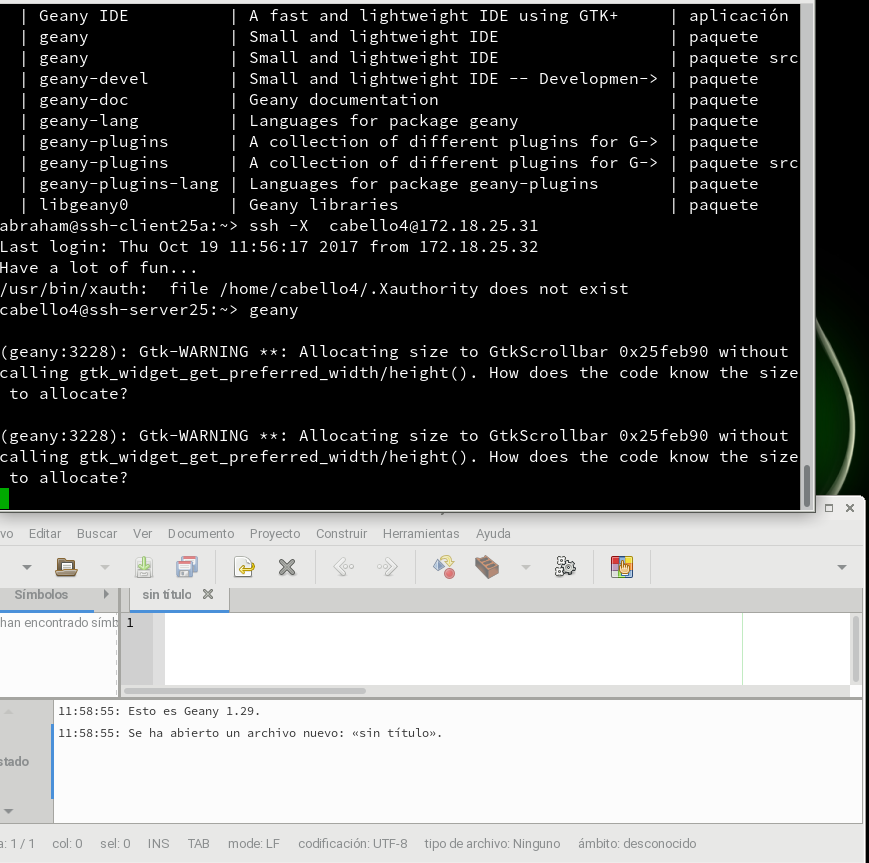 | Geany IDE | A fast and lightweight IDE using GTK+ | aplicación
| geany | Small and lightweight IDE | paquete
| geany | Small and lightweight IDE | paquete src
| geany-devel | Small and lightweight IDE -- Developmen-> | paquete
| geany-doc | Geany documentation | paquete
| geany-lang | Languages for package geany | paquete
| geany-plugins | A collection of different plugins for G-> | paquete
| geany-plugins | A collection of different plugins for G-> | paquete src
| geany-plugins-lang | Languages for package geany-plugins | paquete
| libgeany0 | Geany libraries | paquete
abraham@ssh-client25a:~> ssh -X  cabello4@172.18.25.31
Last login: Thu Oct 19 11:56:17 2017 from 172.18.25.32
Have a lot of fun...
/usr/bin/xauth:  file /home/cabello4/.Xauthority does not exist
cabello4@ssh-server25:~> geany
(geany:3228): Gtk-WARNING **: Allocating size to GtkScrollbar 0x25feb90 without
calling gtk_widget_get_preferred_width/height(). How does the code know the size
to allocate?
(geany:3228): Gtk-WARNING **: Allocating size to GtkScrollbar 0x25feb90 without
calling gtk_widget_get_preferred_width/height(). How does the code know the size
to allocate?
vo Editar Buscar Ver Documento Proyecto Construir Herramientas Ayuda
Símbolos sin título
han encontrado símb 1
11:58:55: Esto es Geany 1.29.
11:58:55: Se ha abierto un archivo nuevo: «sin título».
stado
a: 1 / 1 col: 0 sel: 0 INS TAB mode: LF codificación: UTF-8 tipo de archivo: Ninguno ámbito: desconocido